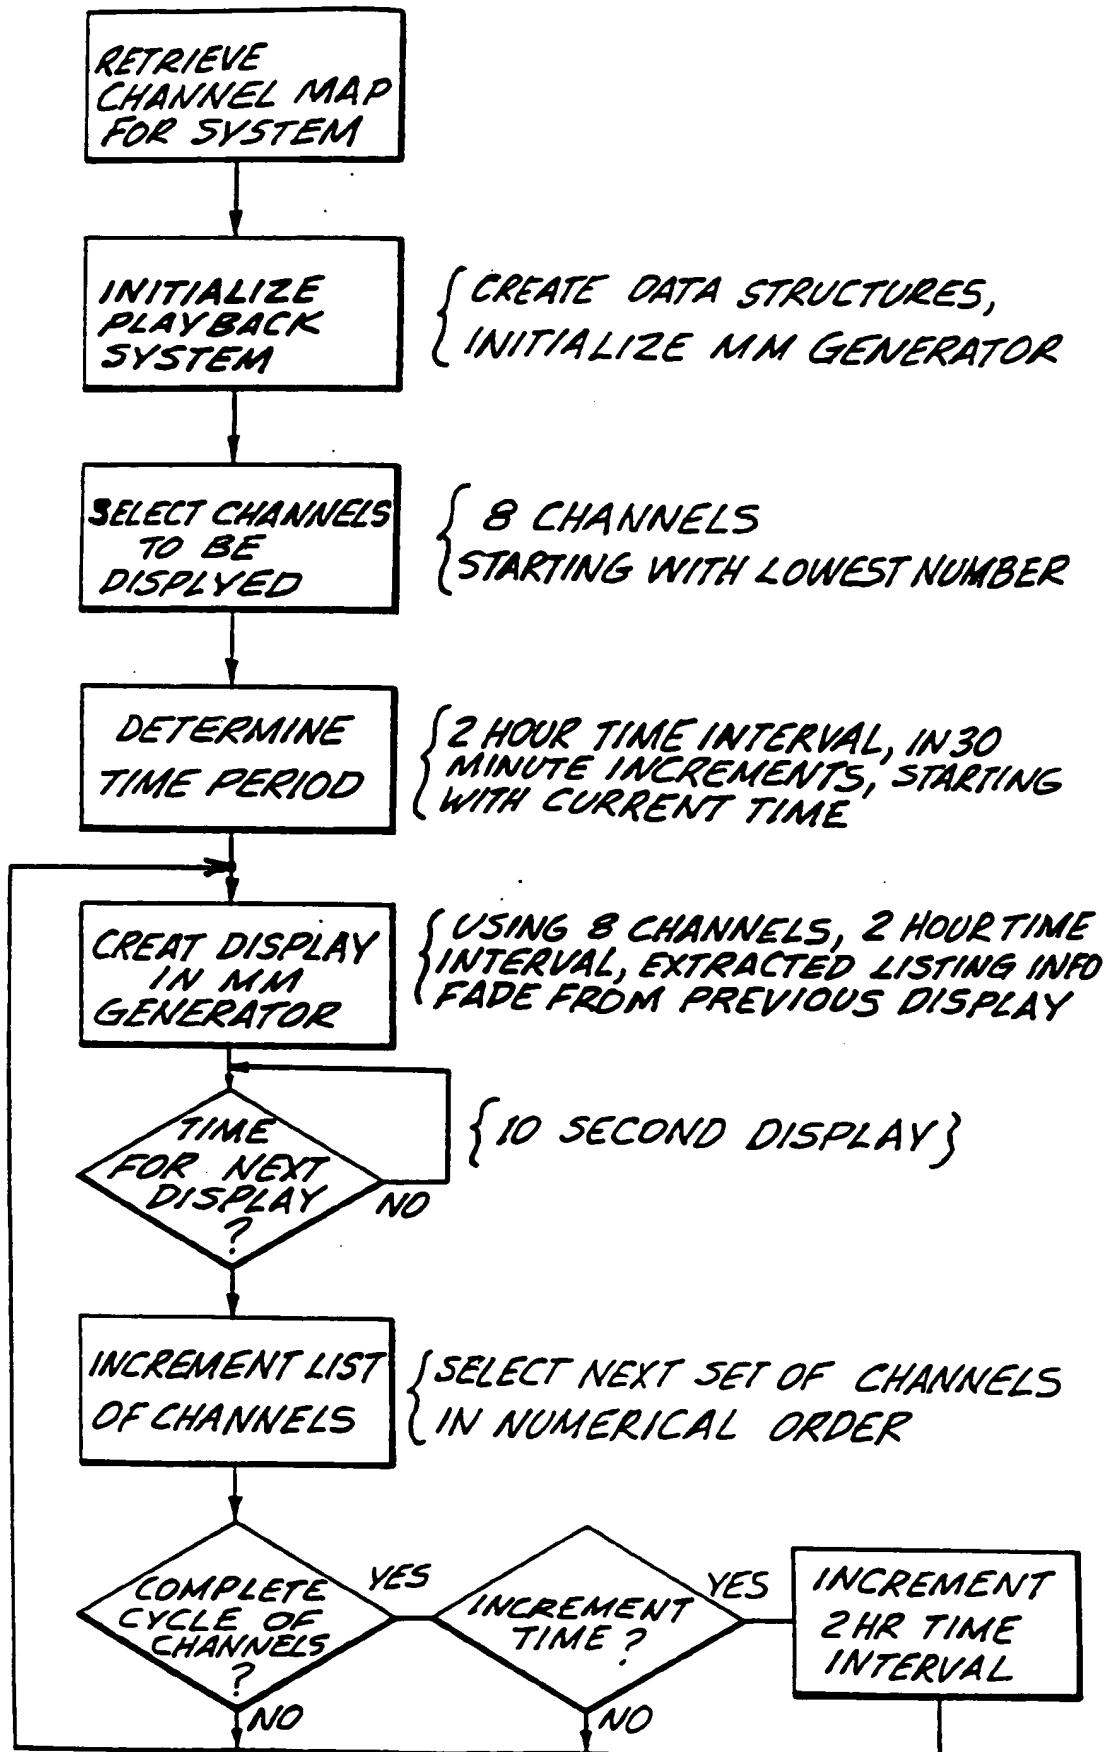 RETRIEVE
CHANNEL MAP
FOR SYSTEM
INITIALIZE
PLAYBACK
SYSTEM
CREATE DATA STRUCTURES,
INITIALIZE MM GENERATOR
SELECT CHANNELS
TO BE
DISPLYED
8 CHANNELS
STARTING WITH LOWEST NUMBER
DETERMINE
TIME PERIOD
2 HOUR TIME INTERVAL, IN 30
MINUTE INCREMENTS, STARTING
WITH CURRENT TIME
CREAT DISPLAY
IN MM
GENERATOR
USING 8 CHANNELS, 2 HOUR TIME
INTERVAL, EXTRACTED LISTING INFO
FADE FROM PREVIOUS DISPLAY
TIME
FOR NEXT
DISPLAY
?
NO
{10 SECOND DISPLAY}
INCREMENT LIST
OF CHANNELS
SELECT NEXT SET OF CHANNELS
IN NUMERICAL ORDER
COMPLETE
CYCLE OF
CHANNELS
?
YES
NO
INCREMENT
TIME?
YES
NO
INCREMENT
2 HR TIME
INTERVAL